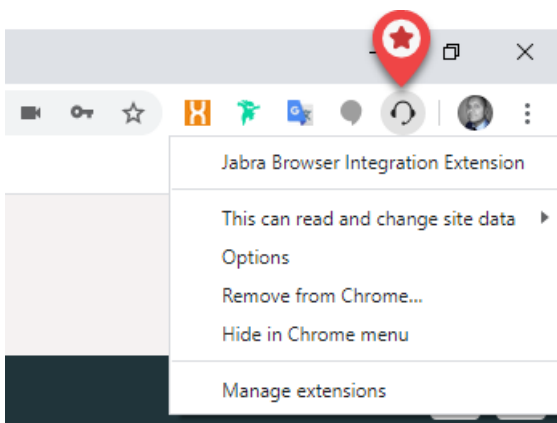 Jabra Browser Integration Extension
This can read and change site data
Options
Remove from Chrome...
Hide in Chrome menu
Manage extensions